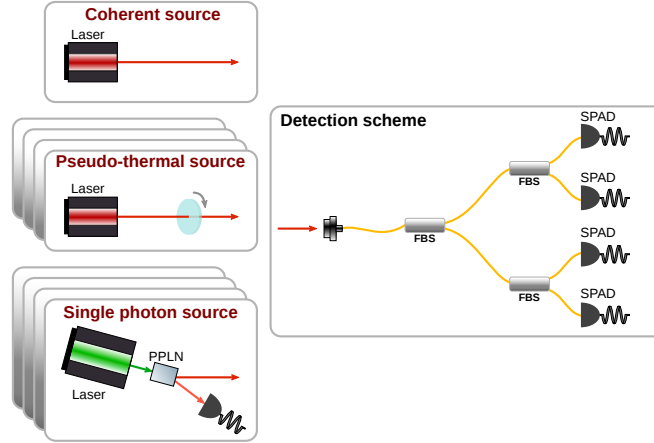 Coherent source
Laser
Pseudo-thermal source
Laser
Single photon source
PPLN
Laser
Detection scheme
SPAD
FBS
SPAD
FBS
SPAD
FBS
SPAD